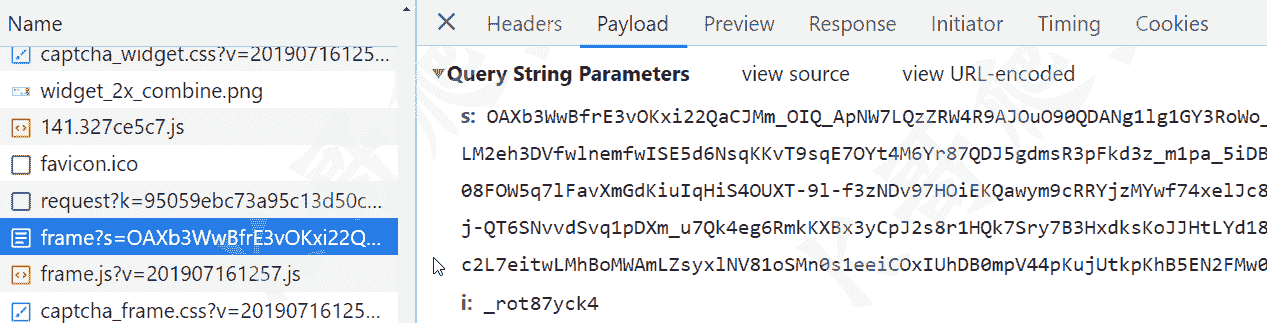 Name
captcha_widget.css?v=20190716125...
widget_2x_combine.png
141.327ce5c7.js
favicon.ico
request?k=95059ebc73a95c13d50c...
frame?s=OAXb3WwBfrE3vOKxi22Q...
frame.js?v=201907161257.js
captcha_frame.css?v=20190716125...
Headers Payload Preview Response Initiator Timing Cookies
Query String Parameters view source view URL-encoded
s: OAXb3WwBfrE3vOKxi22QaCJMm_OIQ_ApNW7LQzZRW4R9AJOuO90QDANg1lg1GY3RoWo_
LM2eh3DVfwlnemfwISE5d6NsqKKvT9sqE7OYt4M6Yr87QDJ5gdmsR3pFkd3z_m1pa_5iDB
08FOW5q7lFavXmGdKiuIqHiS4OUXT-9l-f3zNDv97HOiEKQawym9cRRYjzMYwf74xelJc8
j-QT6SNvvdSvq1pDXm_u7Qk4eg6RmkKXBx3yCpJ2s8r1HQk7Sry7B3HxdksKoJJHtLYd18
c2L7eitwLMhBoMWAmLZsyxlNV81oSMn0s1eeiCOxIUhDB0mpV44pKujUtkpKhB5EN2FMw0
i: _rot87yck4